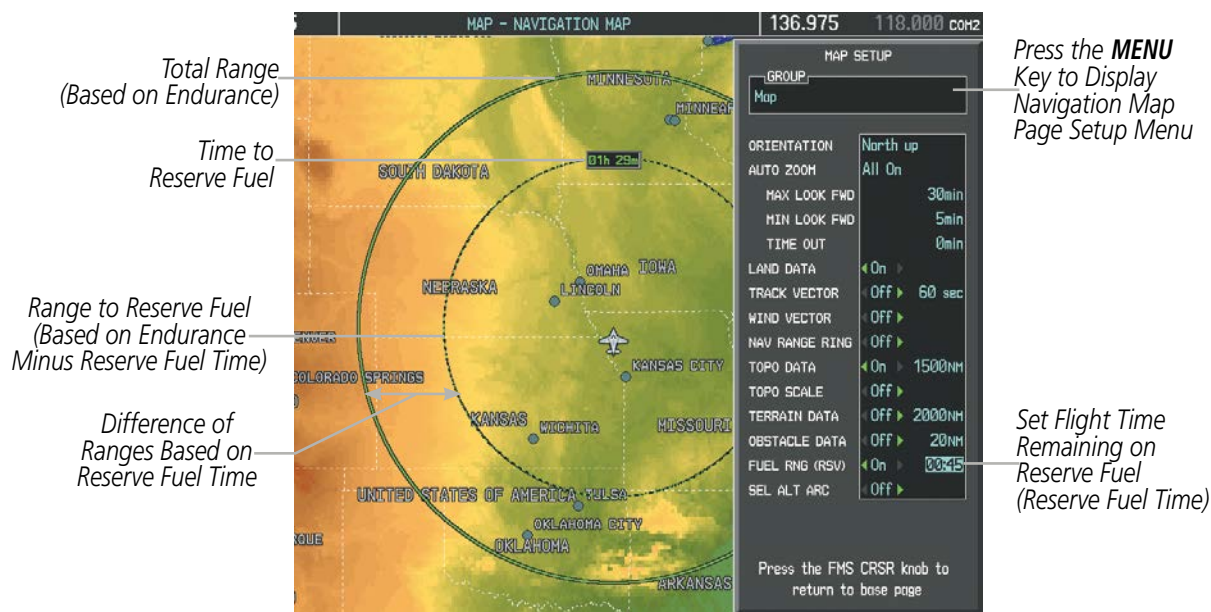 MAP - NAVIGATION MAP
136.975
118.000 COM2
Total Range
(Based on Endurance)
Time to
Reserve Fuel
Range to Reserve Fuel
(Based on Endurance
Minus Reserve Fuel Time)
Difference of
Ranges Based on
Reserve Fuel Time
MINNESOTA
MINNEAP
01h 29m
SOUTH DAKOTA
OMAHA
IOWA
NEBRASKA
LINCOLN
ENVER
KANSAS CITY
COLORADO SPRINGS
KANSAS
WICHITA
MISSOURI
UNITED STATES OF AMERICA
TULSA
OKLAHOMA CITY
QUE
OKLAHOMA
ARKANSAS
MAP SETUP
GROUP
Map
ORIENTATION North up
AUTO ZOOM All On
MAX LOOK FWD 30min
MIN LOOK FWD 5min
TIME OUT 0min
LAND DATA On
TRACK VECTOR Off 60 sec
WIND VECTOR Off
NAV RANGE RING Off
TOPO DATA On 1500NM
TOPO SCALE Off
TERRAIN DATA Off 2000NM
OBSTACLE DATA Off 20NM
FUEL RNG (RSV) On 00:45
SEL ALT ARC Off
Press the FMS CRSR knob to
return to base page
Press the MENU
Key to Display
Navigation Map
Page Setup Menu
Set Flight Time
Remaining on
Reserve Fuel
(Reserve Fuel Time)